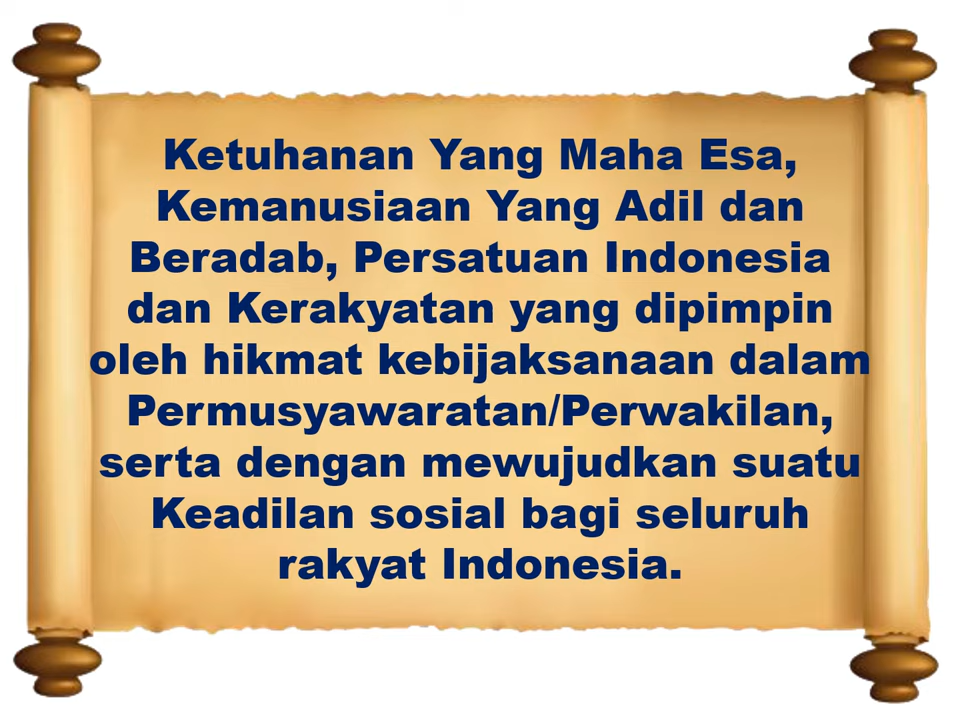 Ketuhanan Yang Maha Esa,
Kemanusiaan Yang Adil dan
Beradab, Persatuan Indonesia
dan Kerakyatan yang dipimpin
oleh hikmat kebijaksanaan dalam
Permusyawaratan/Perwakilan,
serta dengan mewujudkan suatu
Keadilan sosial bagi seluruh
rakyat Indonesia.